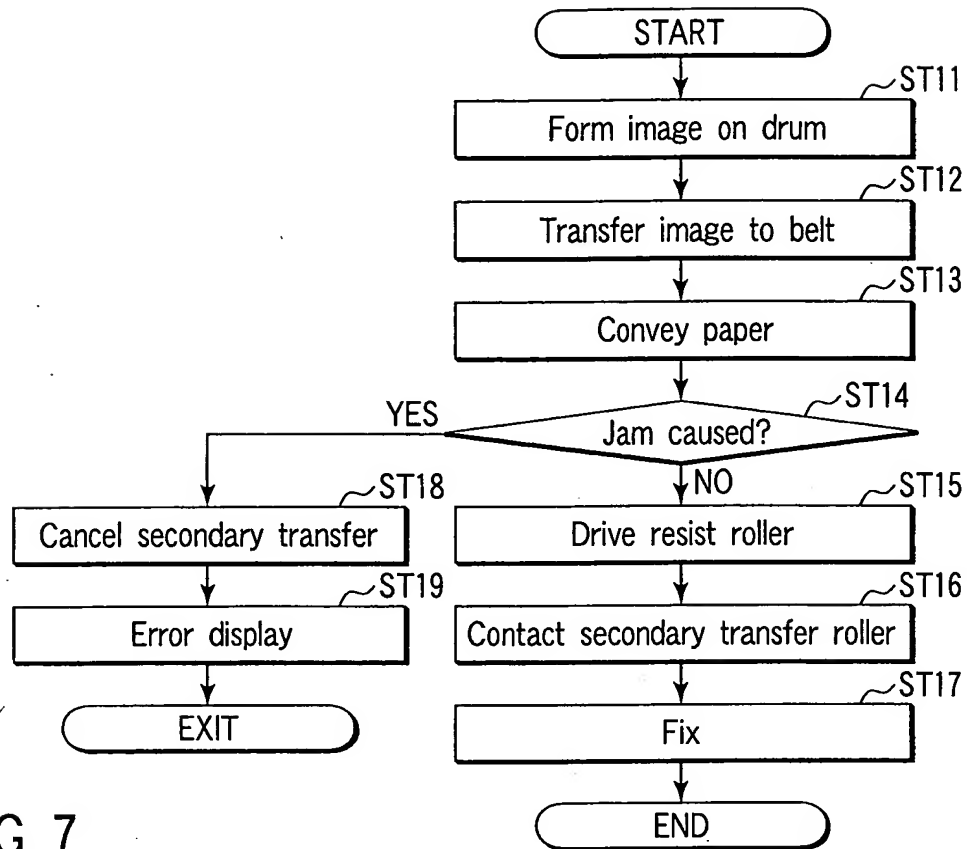 START
ST11
Form image on drum
ST12
Transfer image to belt
ST13
Convey paper
ST14
Jam caused?
YES
NO
ST18
Cancel secondary transfer
ST19
Error display
EXIT
ST15
Drive resist roller
ST16
Contact secondary transfer roller
ST17
Fix
END
G 7